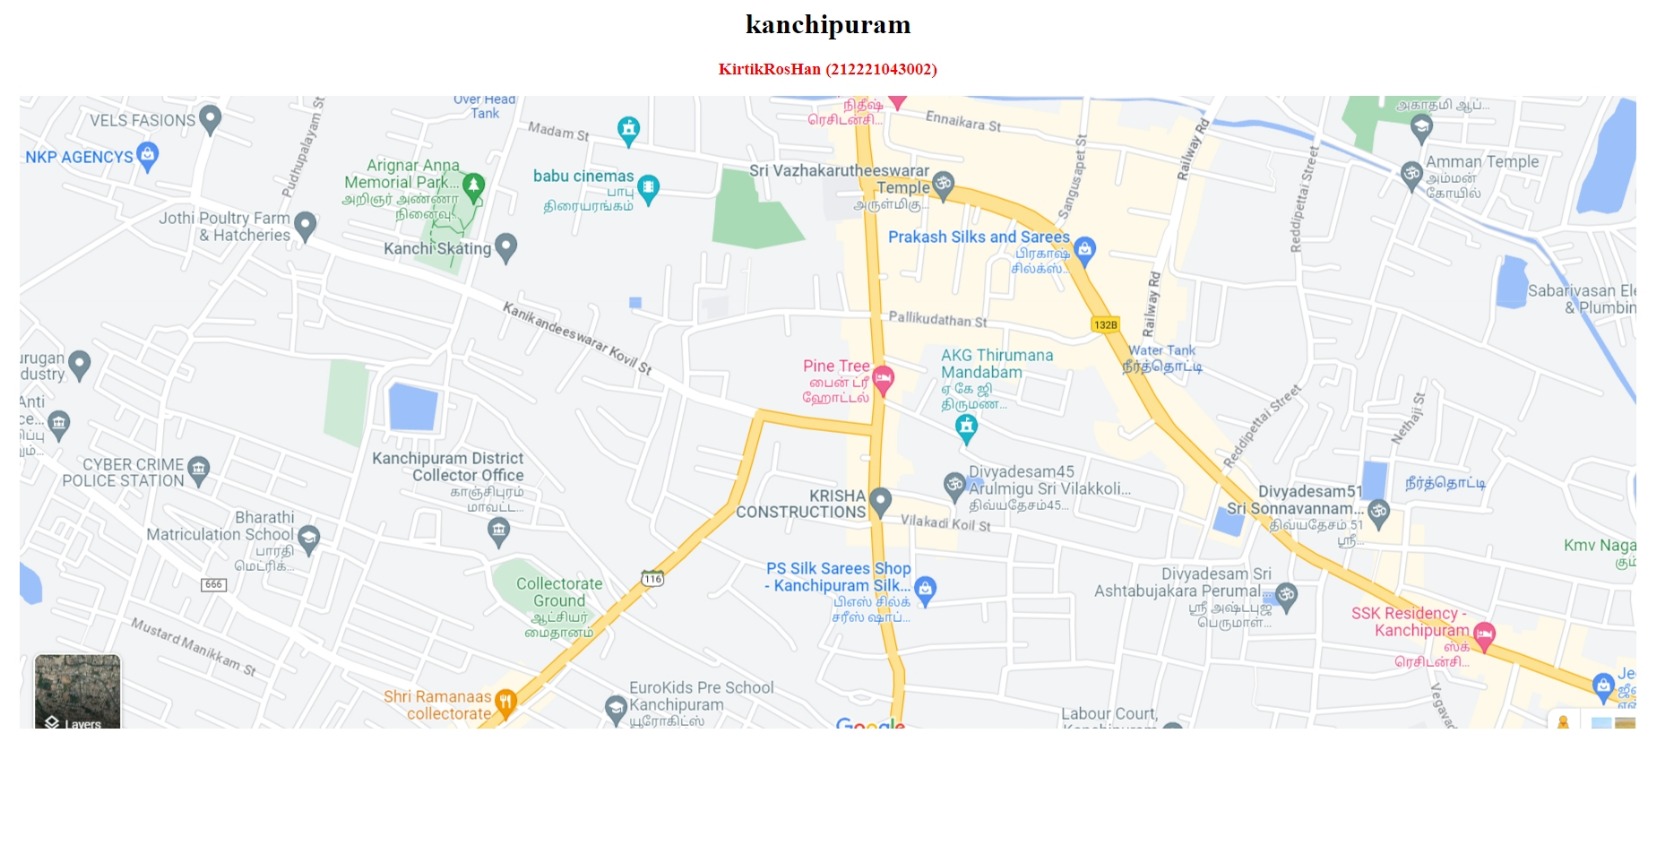 kanchipuram
KirtikRosHan (212221043002)
VELS FASIONS
NKP AGENCYS
Pudhupalayam St
Over Head
Tank
Madam St
Arignar Anna
Memorial Park...
அறிஞர் அண்ணா
நினைவு...
babu cinemas
பாபு
திரையரங்கம்
Jothi Poultry Farm
& Hatcheries
Kanchi Skating
நிதீஷ்
ரெசிடன்சி...
Ennaikara St
Sri Vazhakarutheeswarar
Temple
அருள்மிகு...
Sangusapet St
Railway Rd
Reddipettai Street
அகாதமி ஆப்...
Amman Temple
அம்மன்
கோயில்
Prakash Silks and Sarees
பிரகாஷ்
சில்க்ஸ்...
Sabarivasan Ele
& Plumbin
Kanikandeeswarar Kovil St
Pallikudathan St
132B
Railway Rd
Water Tank
நீர்த்தொட்டி
urugan
dustry
Pine Tree
பைன் ட்ரீ
ஹோட்டல்
AKG Thirumana
Mandabam
ஏ கே ஜி
திருமண...
Reddipettai Street
Nethaji St
Anti
ce...
CYBER CRIME
POLICE STATION
Kanchipuram District
Collector Office
காஞ்சிபுரம்
மாவட்ட...
KRISHA
CONSTRUCTIONS
Divyadesam45
Arulmigu Sri Vilakkoli...
திவ்யதேசம்45...
Vilakadi Koil St
Divyadesam51
Sri Sonnavannam...
திவ்யதேசம் 51
ஸ்ரீ...
நீர்த்தொட்டி
Bharathi
Matriculation School
பாரதி
மெட்ரிக்...
666
116
Collectorate
Ground
ஆட்சியர்
மைதானம்
PS Silk Sarees Shop
- Kanchipuram Silk...
பிஎஸ் சில்க்
சரீஸ் ஷாப்...
Divyadesam Sri
Ashtabujakara Perumal...
ஸ்ரீ அஷ்டபுஜ
பெருமாள்...
Kmv Naga
SSK Residency -
Kanchipuram
ஸ்க்
ரெசிடன்சி...
Mustard Manikkam St
Layers
Shri Ramanaas
collectorate
EuroKids Pre School
Kanchipuram
யூரோகிட்ஸ்
Google
Labour Court,
Kanchipuram
Je